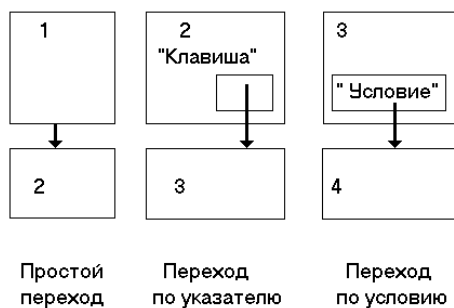 1
2
"Клавиша"
3
"Условие"
2
3
4
Простой
переход
Переход
по указателю
Переход
по условию